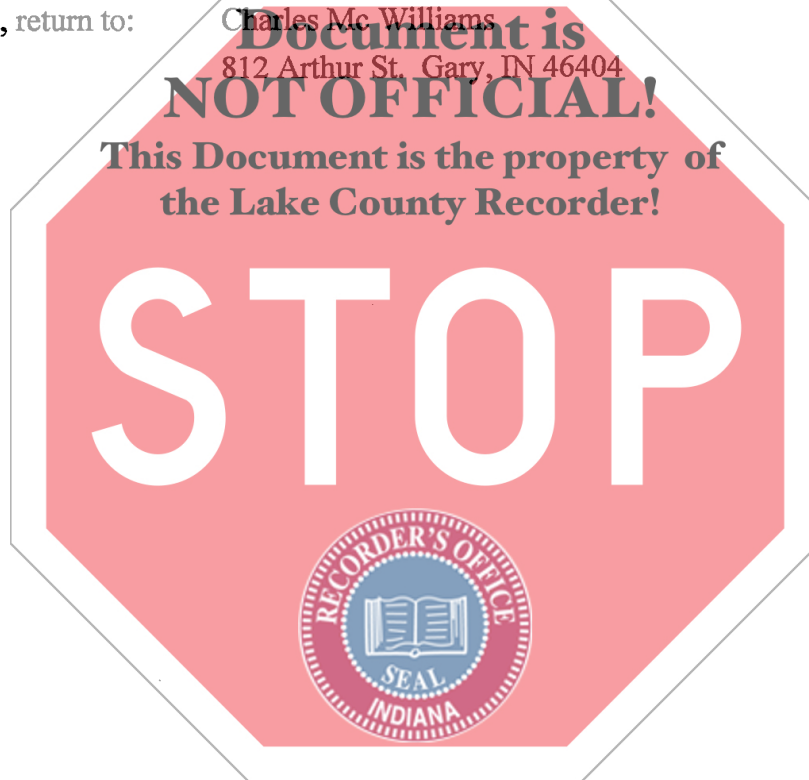 , return to: Charles Mc Williams
Document is
812 Arthur St. Gary, IN 46404
NOT OFFICIAL!
This Document is the property of
the Lake County Recorder!
STOP
RECORDER'S OFFICE
SEAL
INDIANA